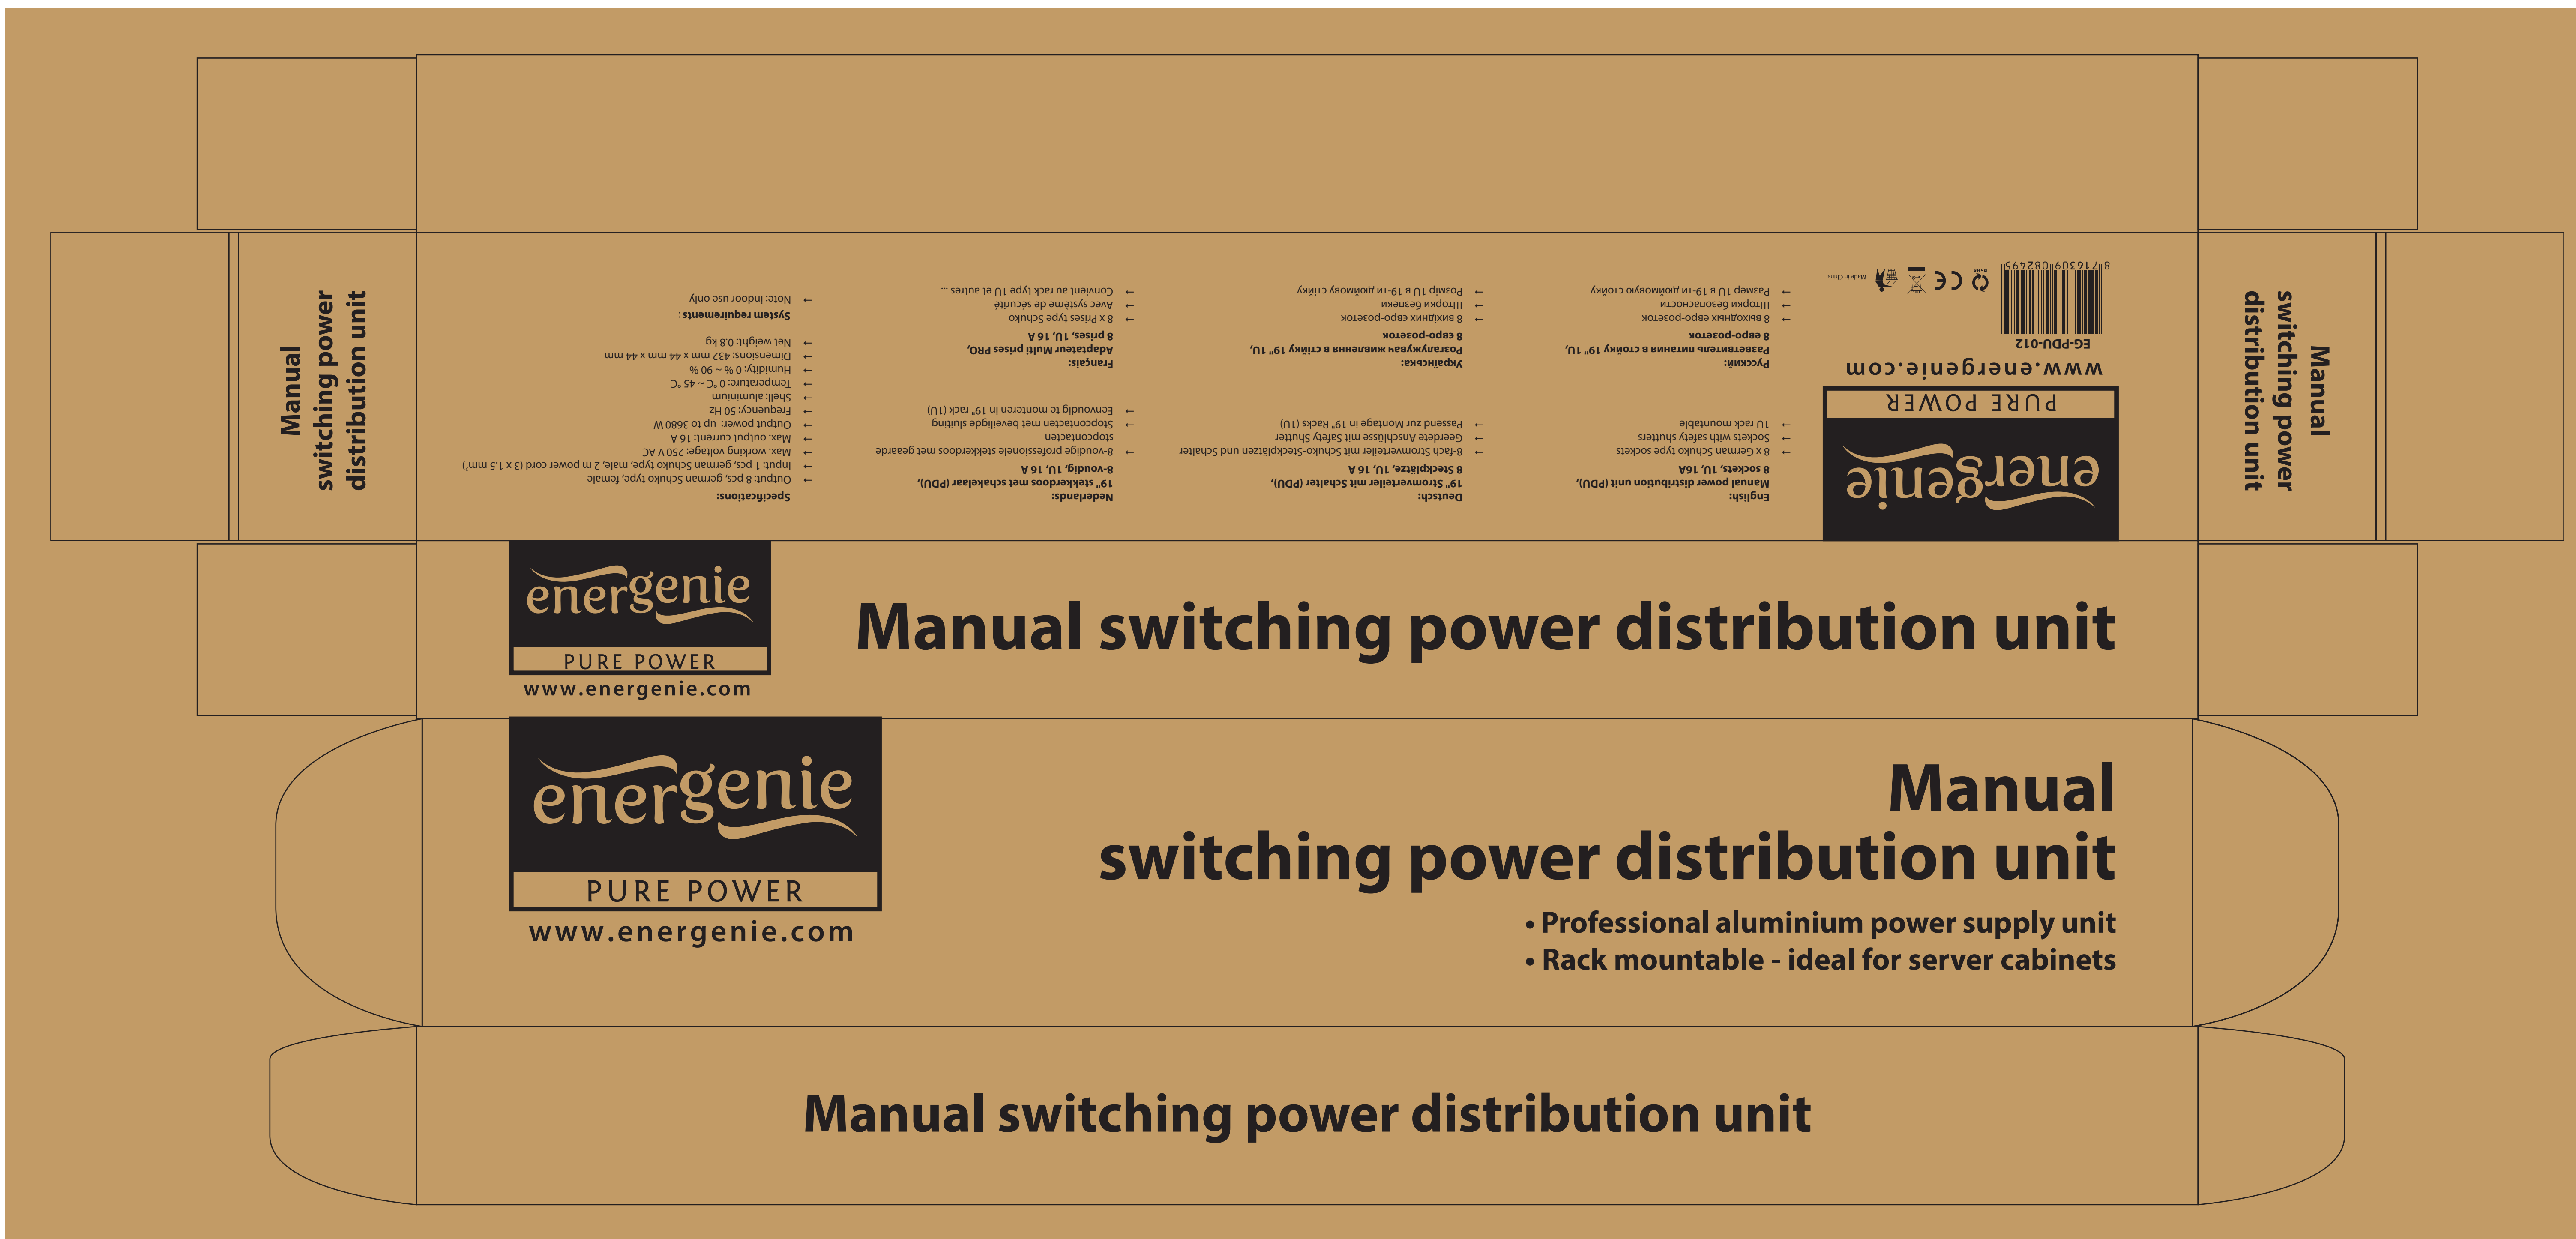 Manual
switching power
distribution unit
Specifications:
→ Output: 8 pcs, german Schuko type, female
→ Input: 1 pcs, german Schuko type, male, 2 m power cord (3 x 1.5 mm²)
→ Max. working voltage: 250 V AC
→ Max. output current: 16 A
→ Output power: up to 3680 W
→ Frequency: 50 Hz
→ Shell: aluminium
→ Temperature: 0 °C ~ 45 °C
→ Humidity: 0 % ~ 90 %
→ Dimensions: 432 mm x 44 mm x 44 mm
→ Net weight: 0.8 kg
System requirements:
→ Note: indoor use only
Nederlands:
19" stekkerdoos met schakelaar (PDU),
8-voudig, 1U, 16 A
→ 8-voudige professionele stekkerdoos met geaarde
stopcontacten
→ Stopcontacten met beveiligde sluiting
→ Eenvoudig te monteren in 19" rack (1U)
Français:
Adaptateur Multi prises PRO,
8 prises, 1U, 16 A
→ 8 x Prises type Schuko
→ Avec système de sécurité
→ Convient au rack type 1U et autres ...
Deutsch:
19" Stromverteiler mit Schalter (PDU),
8 Steckplätze, 1U, 16 A
→ 8-fach Stromverteiler mit Schuko-Steckplätzen und Schalter
→ Geerdete Anschlüsse mit Safety Shutter
→ Passend zur Montage in 19" Racks (1U)
Українська:
Розгалужувач живлення в стійку 19" 1U,
8 євро-розеток
→ 8 вихідних євро-розеток
→ Шторки безпеки
→ Розмір 1U в 19-ти дюймову стійку
English:
Manual power distribution unit (PDU),
8 sockets, 1U, 16A
→ 8 x German Schuko type sockets
→ Sockets with safety shutters
→ 1U rack mountable
Русский:
Разветвитель питания в стойку 19" 1U,
8 евро-розеток
→ 8 выходных евро-розеток
→ Шторки безопасности
→ Размер 1U в 19-ти дюймовую стойку
energenie
PURE POWER
www.energenie.com
EG-PDU-012
8 716309 082495
RoHS
CE
Made in China
Manual
switching power
distribution unit
energenie
PURE POWER
www.energenie.com
Manual switching power distribution unit
energenie
PURE POWER
www.energenie.com
Manual
switching power distribution unit
• Professional aluminium power supply unit
• Rack mountable - ideal for server cabinets
Manual switching power distribution unit